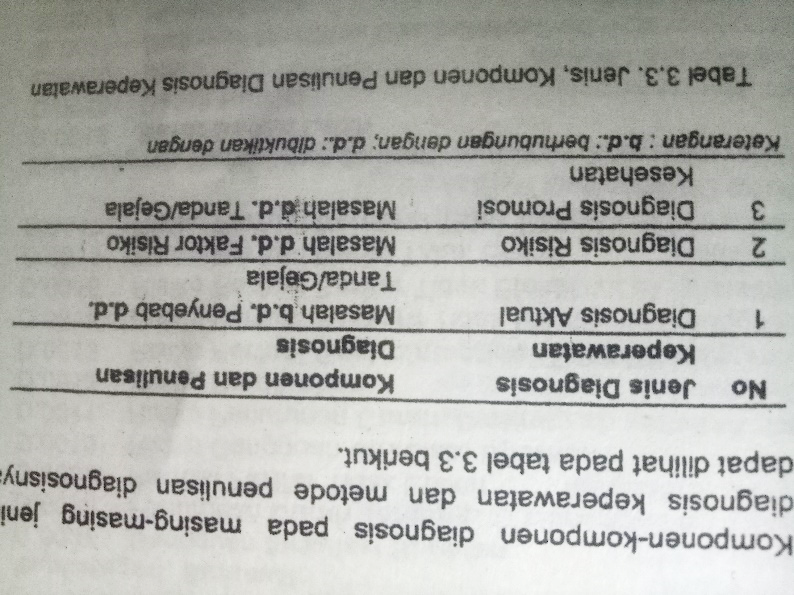 Komponen-komponen diagnosis pada masing-masing jeni
diagnosis keperawatan dan metode penulisan diagnosisnya
dapat dilihat pada tabel 3.3 berikut.
No Jenis Diagnosis Keperawatan Komponen dan Penulisan Diagnosis
1 Diagnosis Aktual Masalah b.d. Penyebab d.d. Tanda/Gejala
2 Diagnosis Risiko Masalah d.d. Faktor Risiko
3 Diagnosis Promosi Kesehatan Masalah d.d. Tanda/Gejala
Keterangan : b.d.: berhubungan dengan; d.d.: dibuktikan dengan
Tabel 3.3. Jenis, Komponen dan Penulisan Diagnosis Keperawatan